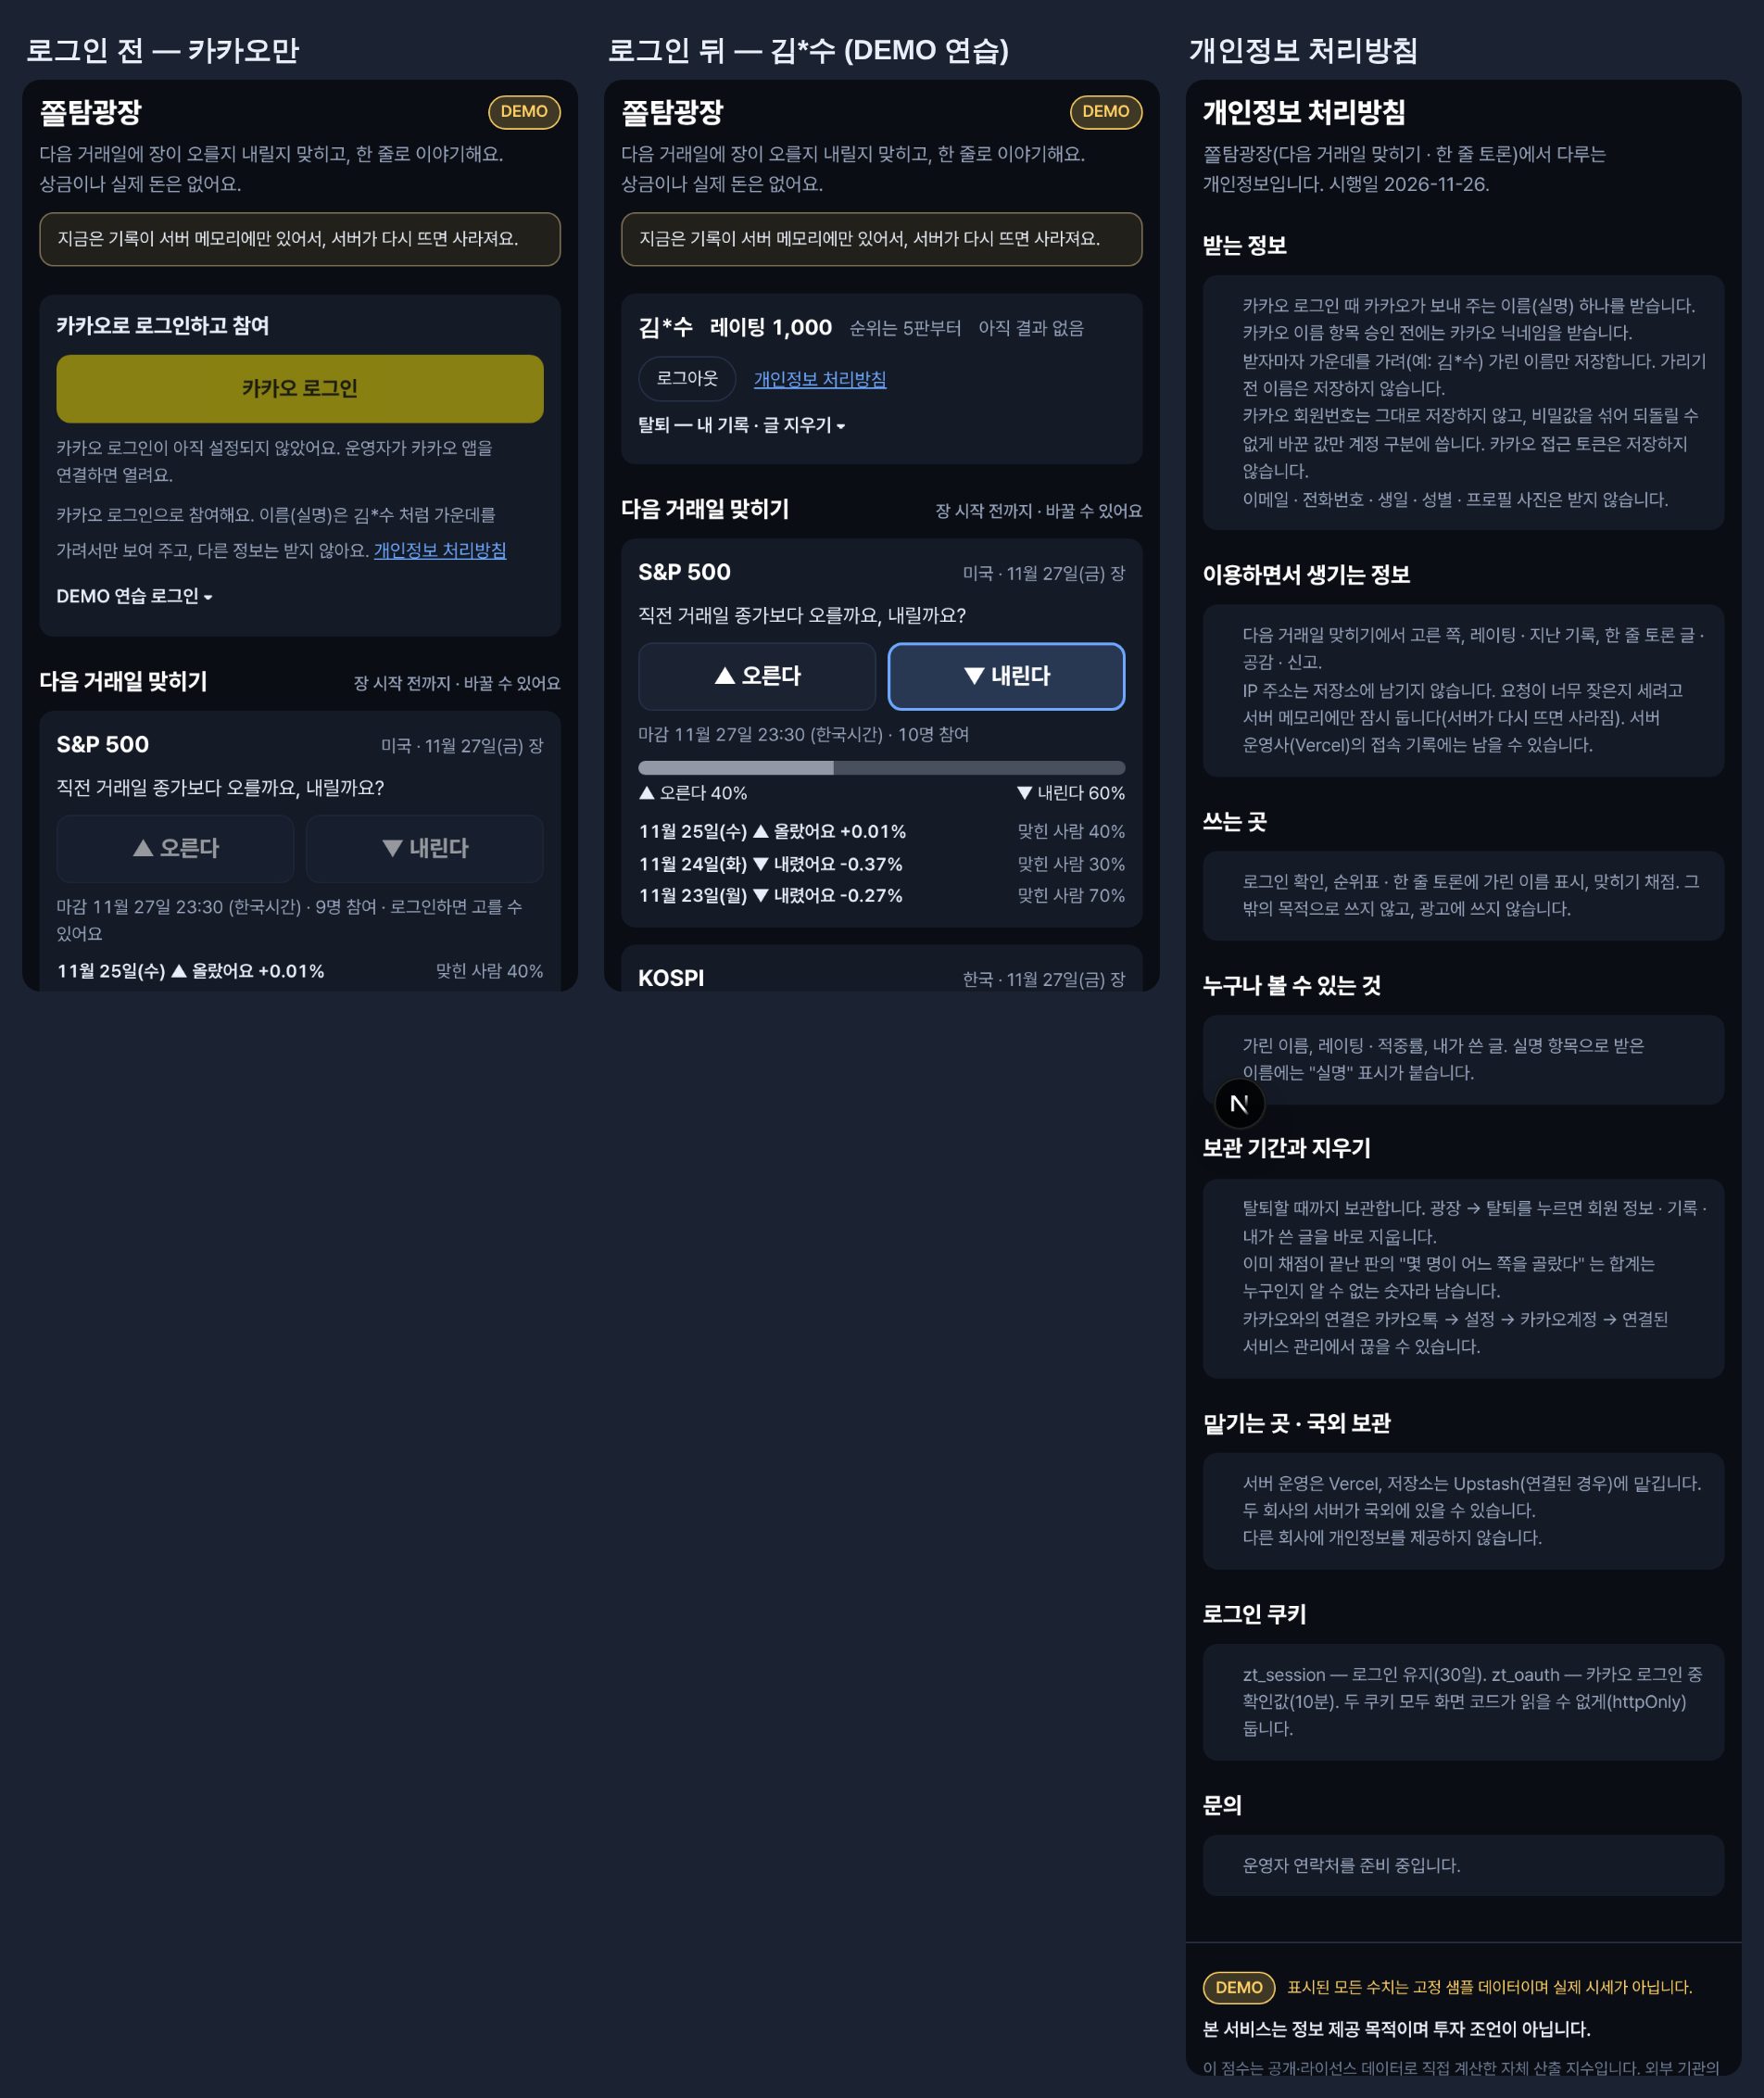 로그인 전 — 카카오만
쫄탐광장
DEMO
다음 거래일에 장이 오를지 내릴지 맞히고, 한 줄로 이야기해요.
상금이나 실제 돈은 없어요.
지금은 기록이 서버 메모리에만 있어서, 서버가 다시 뜨면 사라져요.
카카오로 로그인하고 참여
카카오 로그인
카카오 로그인이 아직 설정되지 않았어요. 운영자가 카카오 앱을
연결하면 열려요.
카카오 로그인으로 참여해요. 이름(실명)은 김*수 처럼 가운데를
가려서만 보여 주고, 다른 정보는 받지 않아요. 개인정보 처리방침
DEMO 연습 로그인
다음 거래일 맞히기
장 시작 전까지 · 바꿀 수 있어요
S&P 500
미국 · 11월 27일(금) 장
직전 거래일 종가보다 오를까요, 내릴까요?
▲ 오른다
▼ 내린다
마감 11월 27일 23:30 (한국시간) · 9명 참여 · 로그인하면 고를 수
있어요
11월 25일(수) ▲ 올랐어요 +0.01%
맞힌 사람 40%
로그인 뒤 — 김*수 (DEMO 연습)
쫄탐광장
DEMO
다음 거래일에 장이 오를지 내릴지 맞히고, 한 줄로 이야기해요.
상금이나 실제 돈은 없어요.
지금은 기록이 서버 메모리에만 있어서, 서버가 다시 뜨면 사라져요.
김*수 레이팅 1,000 순위는 5판부터 아직 결과 없음
로그아웃
개인정보 처리방침
탈퇴 — 내 기록 · 글 지우기
다음 거래일 맞히기
장 시작 전까지 · 바꿀 수 있어요
S&P 500
미국 · 11월 27일(금) 장
직전 거래일 종가보다 오를까요, 내릴까요?
▲ 오른다
▼ 내린다
마감 11월 27일 23:30 (한국시간) · 10명 참여
▲ 오른다 40%
▼ 내린다 60%
11월 25일(수) ▲ 올랐어요 +0.01%
맞힌 사람 40%
11월 24일(화) ▼ 내렸어요 -0.37%
맞힌 사람 30%
11월 23일(월) ▼ 내렸어요 -0.27%
맞힌 사람 70%
KOSPI
한국 · 11월 27일(금) 장
개인정보 처리방침
개인정보 처리방침
쫄탐광장(다음 거래일 맞히기 · 한 줄 토론)에서 다루는
개인정보입니다. 시행일 2026-11-26.
받는 정보
카카오 로그인 때 카카오가 보내 주는 이름(실명) 하나를 받습니다.
카카오 이름 항목 승인 전에는 카카오 닉네임을 받습니다.
받자마자 가운데를 가려(예: 김*수) 가린 이름만 저장합니다. 가리기
전 이름은 저장하지 않습니다.
카카오 회원번호는 그대로 저장하지 않고, 비밀값을 섞어 되돌릴 수
없게 바꾼 값만 계정 구분에 씁니다. 카카오 접근 토큰은 저장하지
않습니다.
이메일 · 전화번호 · 생일 · 성별 · 프로필 사진은 받지 않습니다.
이용하면서 생기는 정보
다음 거래일 맞히기에서 고른 쪽, 레이팅 · 지난 기록, 한 줄 토론 글 ·
공감 · 신고.
IP 주소는 저장소에 남기지 않습니다. 요청이 너무 잦은지 세려고
서버 메모리에만 잠시 둡니다(서버가 다시 뜨면 사라짐). 서버
운영사(Vercel)의 접속 기록에는 남을 수 있습니다.
쓰는 곳
로그인 확인, 순위표 · 한 줄 토론에 가린 이름 표시, 맞히기 채점. 그
밖의 목적으로 쓰지 않고, 광고에 쓰지 않습니다.
누구나 볼 수 있는 것
가린 이름, 레이팅 · 적중률, 내가 쓴 글. 실명 항목으로 받은
이름에는 "실명" 표시가 붙습니다.
N
보관 기간과 지우기
탈퇴할 때까지 보관합니다. 광장 → 탈퇴를 누르면 회원 정보 · 기록 ·
내가 쓴 글을 바로 지웁니다.
이미 채점이 끝난 판의 "몇 명이 어느 쪽을 골랐다" 는 합계는
누구인지 알 수 없는 숫자라 남습니다.
카카오와의 연결은 카카오톡 → 설정 → 카카오계정 → 연결된
서비스 관리에서 끊을 수 있습니다.
맡기는 곳 · 국외 보관
서버 운영은 Vercel, 저장소는 Upstash(연결된 경우)에 맡깁니다.
두 회사의 서버가 국외에 있을 수 있습니다.
다른 회사에 개인정보를 제공하지 않습니다.
로그인 쿠키
zt_session — 로그인 유지(30일). zt_oauth — 카카오 로그인 중
확인값(10분). 두 쿠키 모두 화면 코드가 읽을 수 없게(httpOnly)
둡니다.
문의
운영자 연락처를 준비 중입니다.
DEMO
표시된 모든 수치는 고정 샘플 데이터이며 실제 시세가 아닙니다.
본 서비스는 정보 제공 목적이며 투자 조언이 아닙니다.
이 점수는 공개·라이선스 데이터로 직접 계산한 자체 산출 지수입니다. 외부 기관의